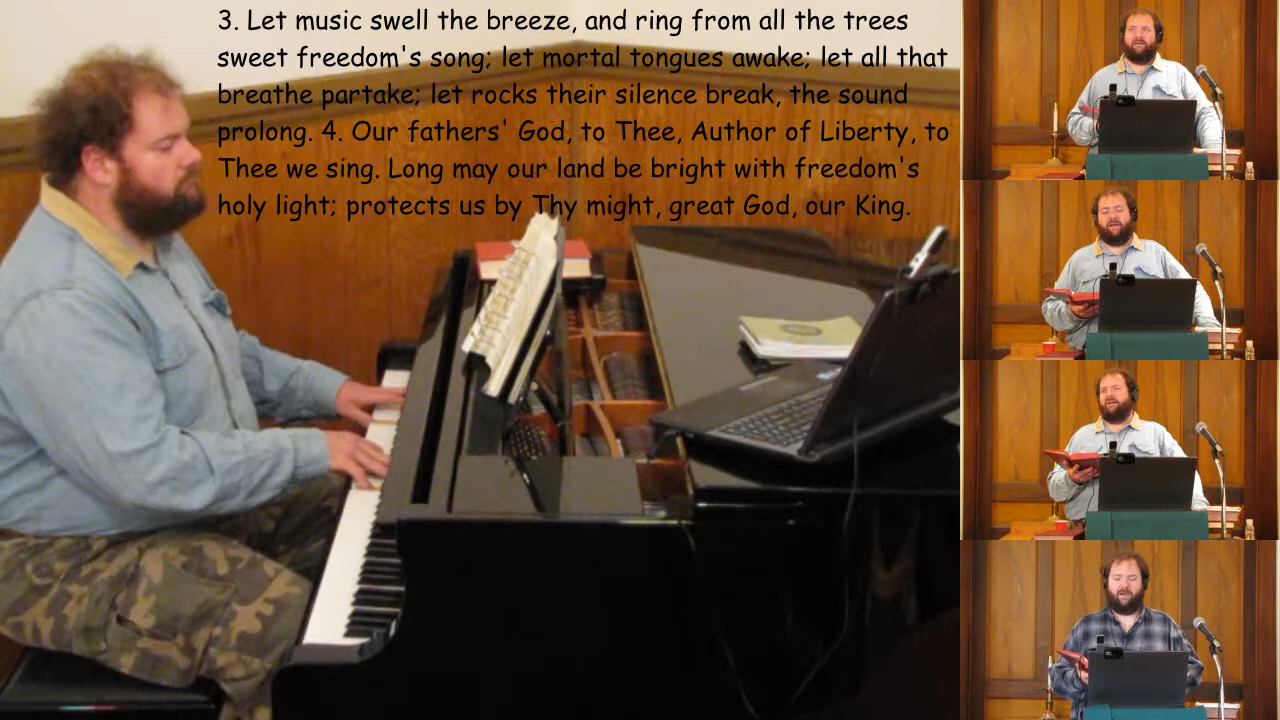 3. Let music swell the breeze, and ring from all the trees
sweet freedom's song; let mortal tongues awake; let all that
breathe partake; let rocks their silence break, the sound
prolong. 4. Our fathers' God, to Thee, Author of Liberty, to
Thee we sing. Long may our land be bright with freedom's
holy light; protects us by Thy might, great God, our King.